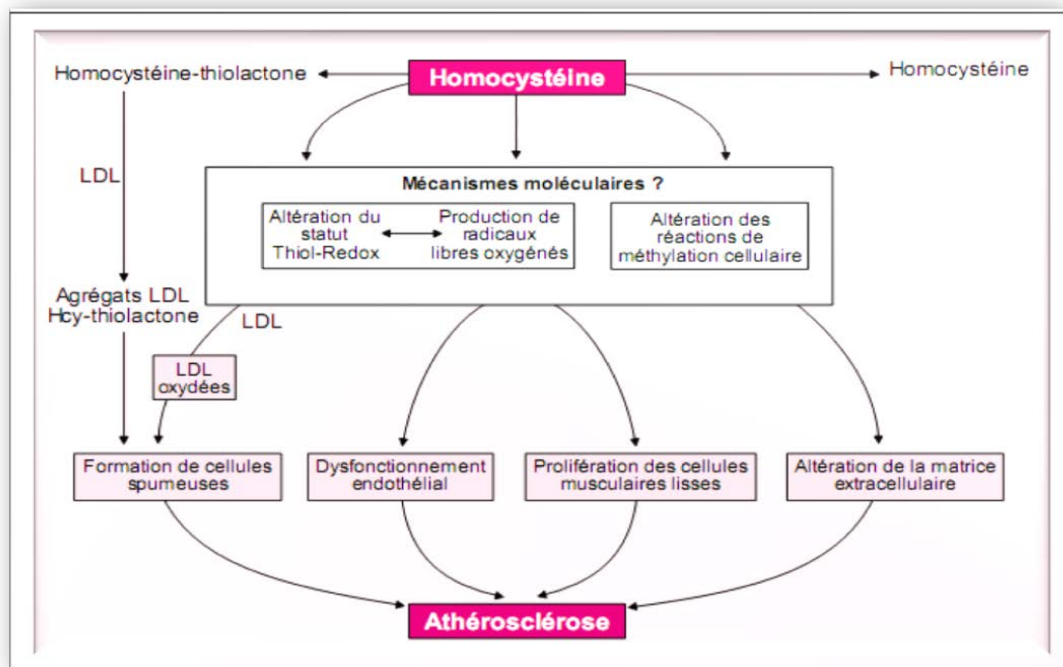 Homocystéine
Homocystéine-thiolactone
Homocystéine
LDL
Mécanismes moléculaires ?
Altération du
statut
Thiol-Redox
Production de
radicaux
libres oxygénés
Altération des
réactions de
méthylation cellulaire
Agrégats LDL
Hcy-thiolactone
LDL
LDL
oxydées
Formation de cellules
spumeuses
Dysfonctionnement
endothélial
Prolifération des cellules
musculaires lisses
Altération de la matrice
extracellulaire
Athérosclérose